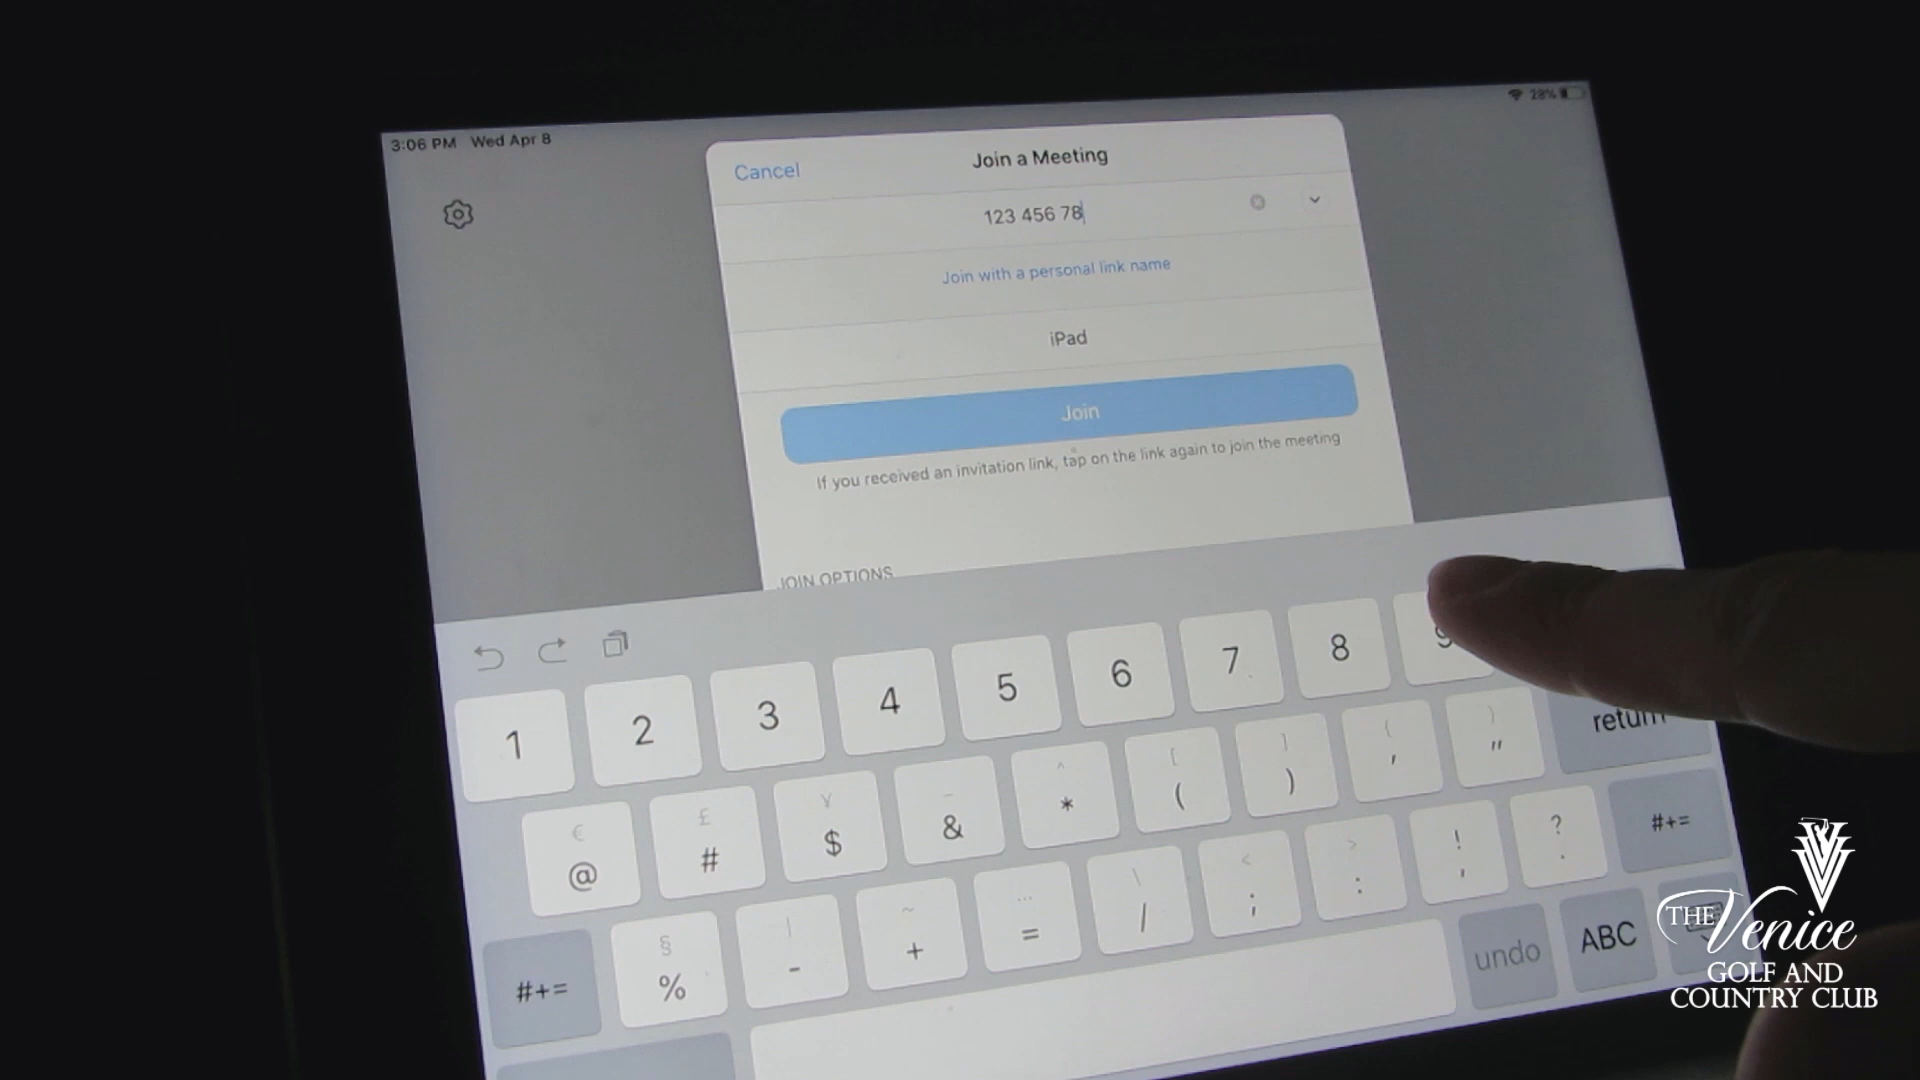 3:06 PM Wed Apr 8
28%
Cancel
Join a Meeting
123 456 78
Join with a personal link name
iPad
Join
If you received an invitation link, tap on the link again to join the meeting
JOIN OPTIONS
1 2 3 4 5 6 7 8 9
€ £ ¥ _ ^ [ ] { }
@ # $ & * ( ) ' " return
§ | ~ … \ < > ! ?
#+= % - + = / ; : , . #+=
undo ABC
THE Venice
GOLF AND
COUNTRY CLUB